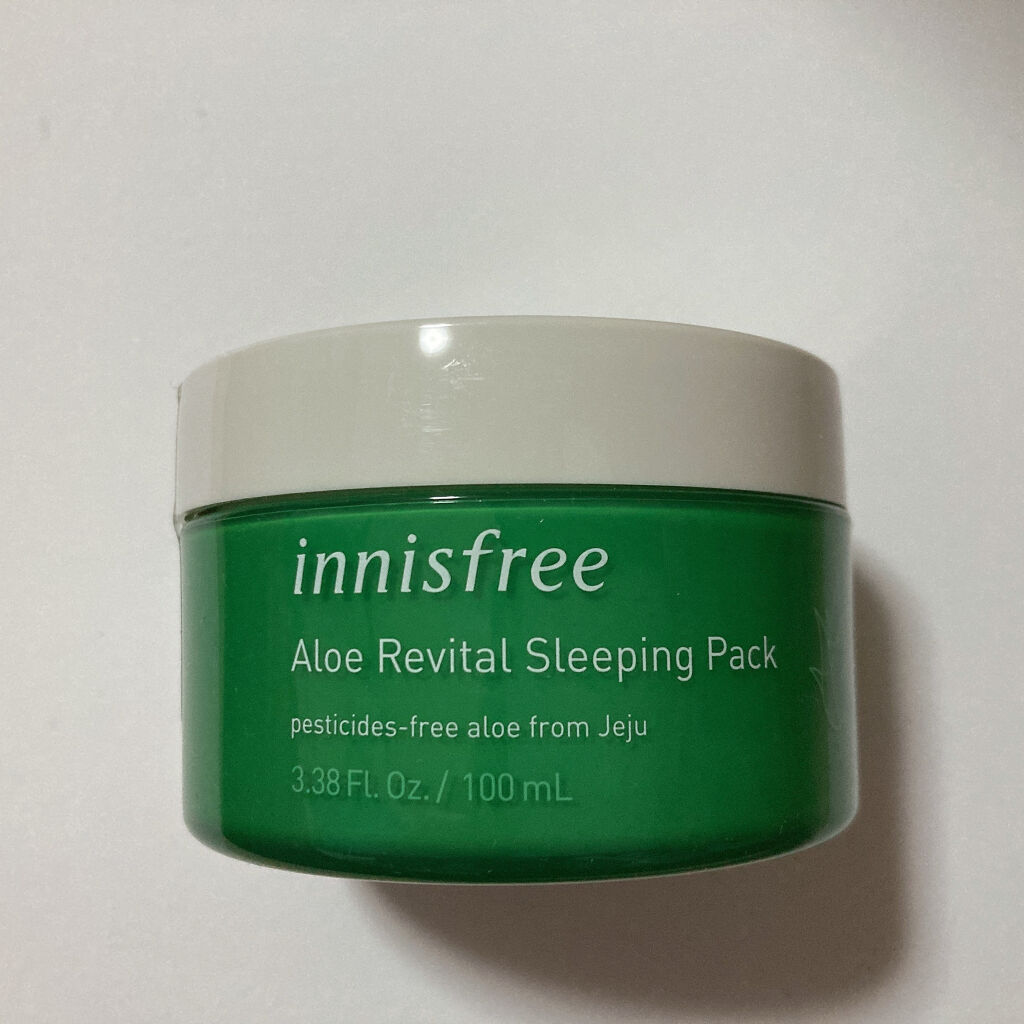 innisfree
Aloe Revital Sleeping Pack
pesticides-free aloe from Jeju
3.38 Fl. Oz. / 100 mL